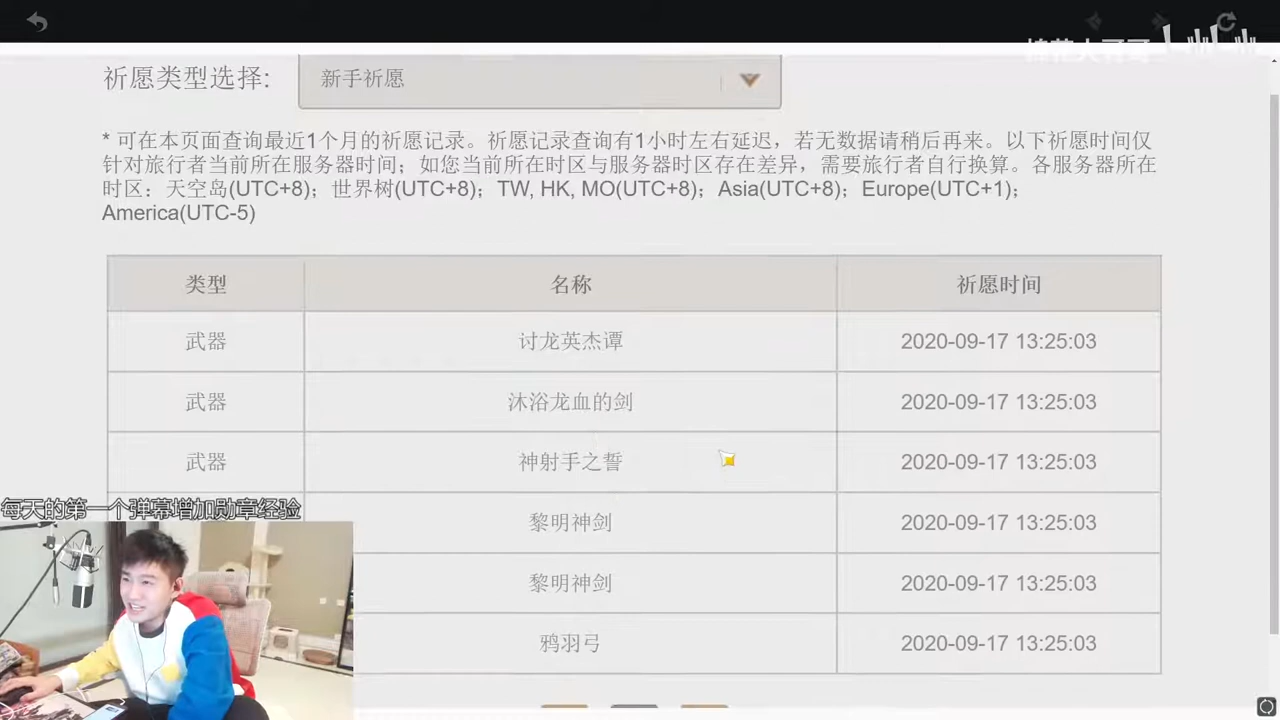 祈愿类型选择:
新手祈愿
* 可在本页面查询最近1个月的祈愿记录。祈愿记录查询有1小时左右延迟，若无数据请稍后再来。以下祈愿时间仅
针对旅行者当前所在服务器时间；如您当前所在时区与服务器时区存在差异，需要旅行者自行换算。各服务器所在
时区：天空岛(UTC+8)；世界树(UTC+8)；TW, HK, MO(UTC+8)；Asia(UTC+8)；Europe(UTC+1)；
America(UTC-5)
类型 名称 祈愿时间
武器 讨龙英杰谭 2020-09-17 13:25:03
武器 沐浴龙血的剑 2020-09-17 13:25:03
武器 神射手之誓 2020-09-17 13:25:03
黎明神剑 2020-09-17 13:25:03
黎明神剑 2020-09-17 13:25:03
鸦羽弓 2020-09-17 13:25:03
每天的第一个弹幕增加勋章经验